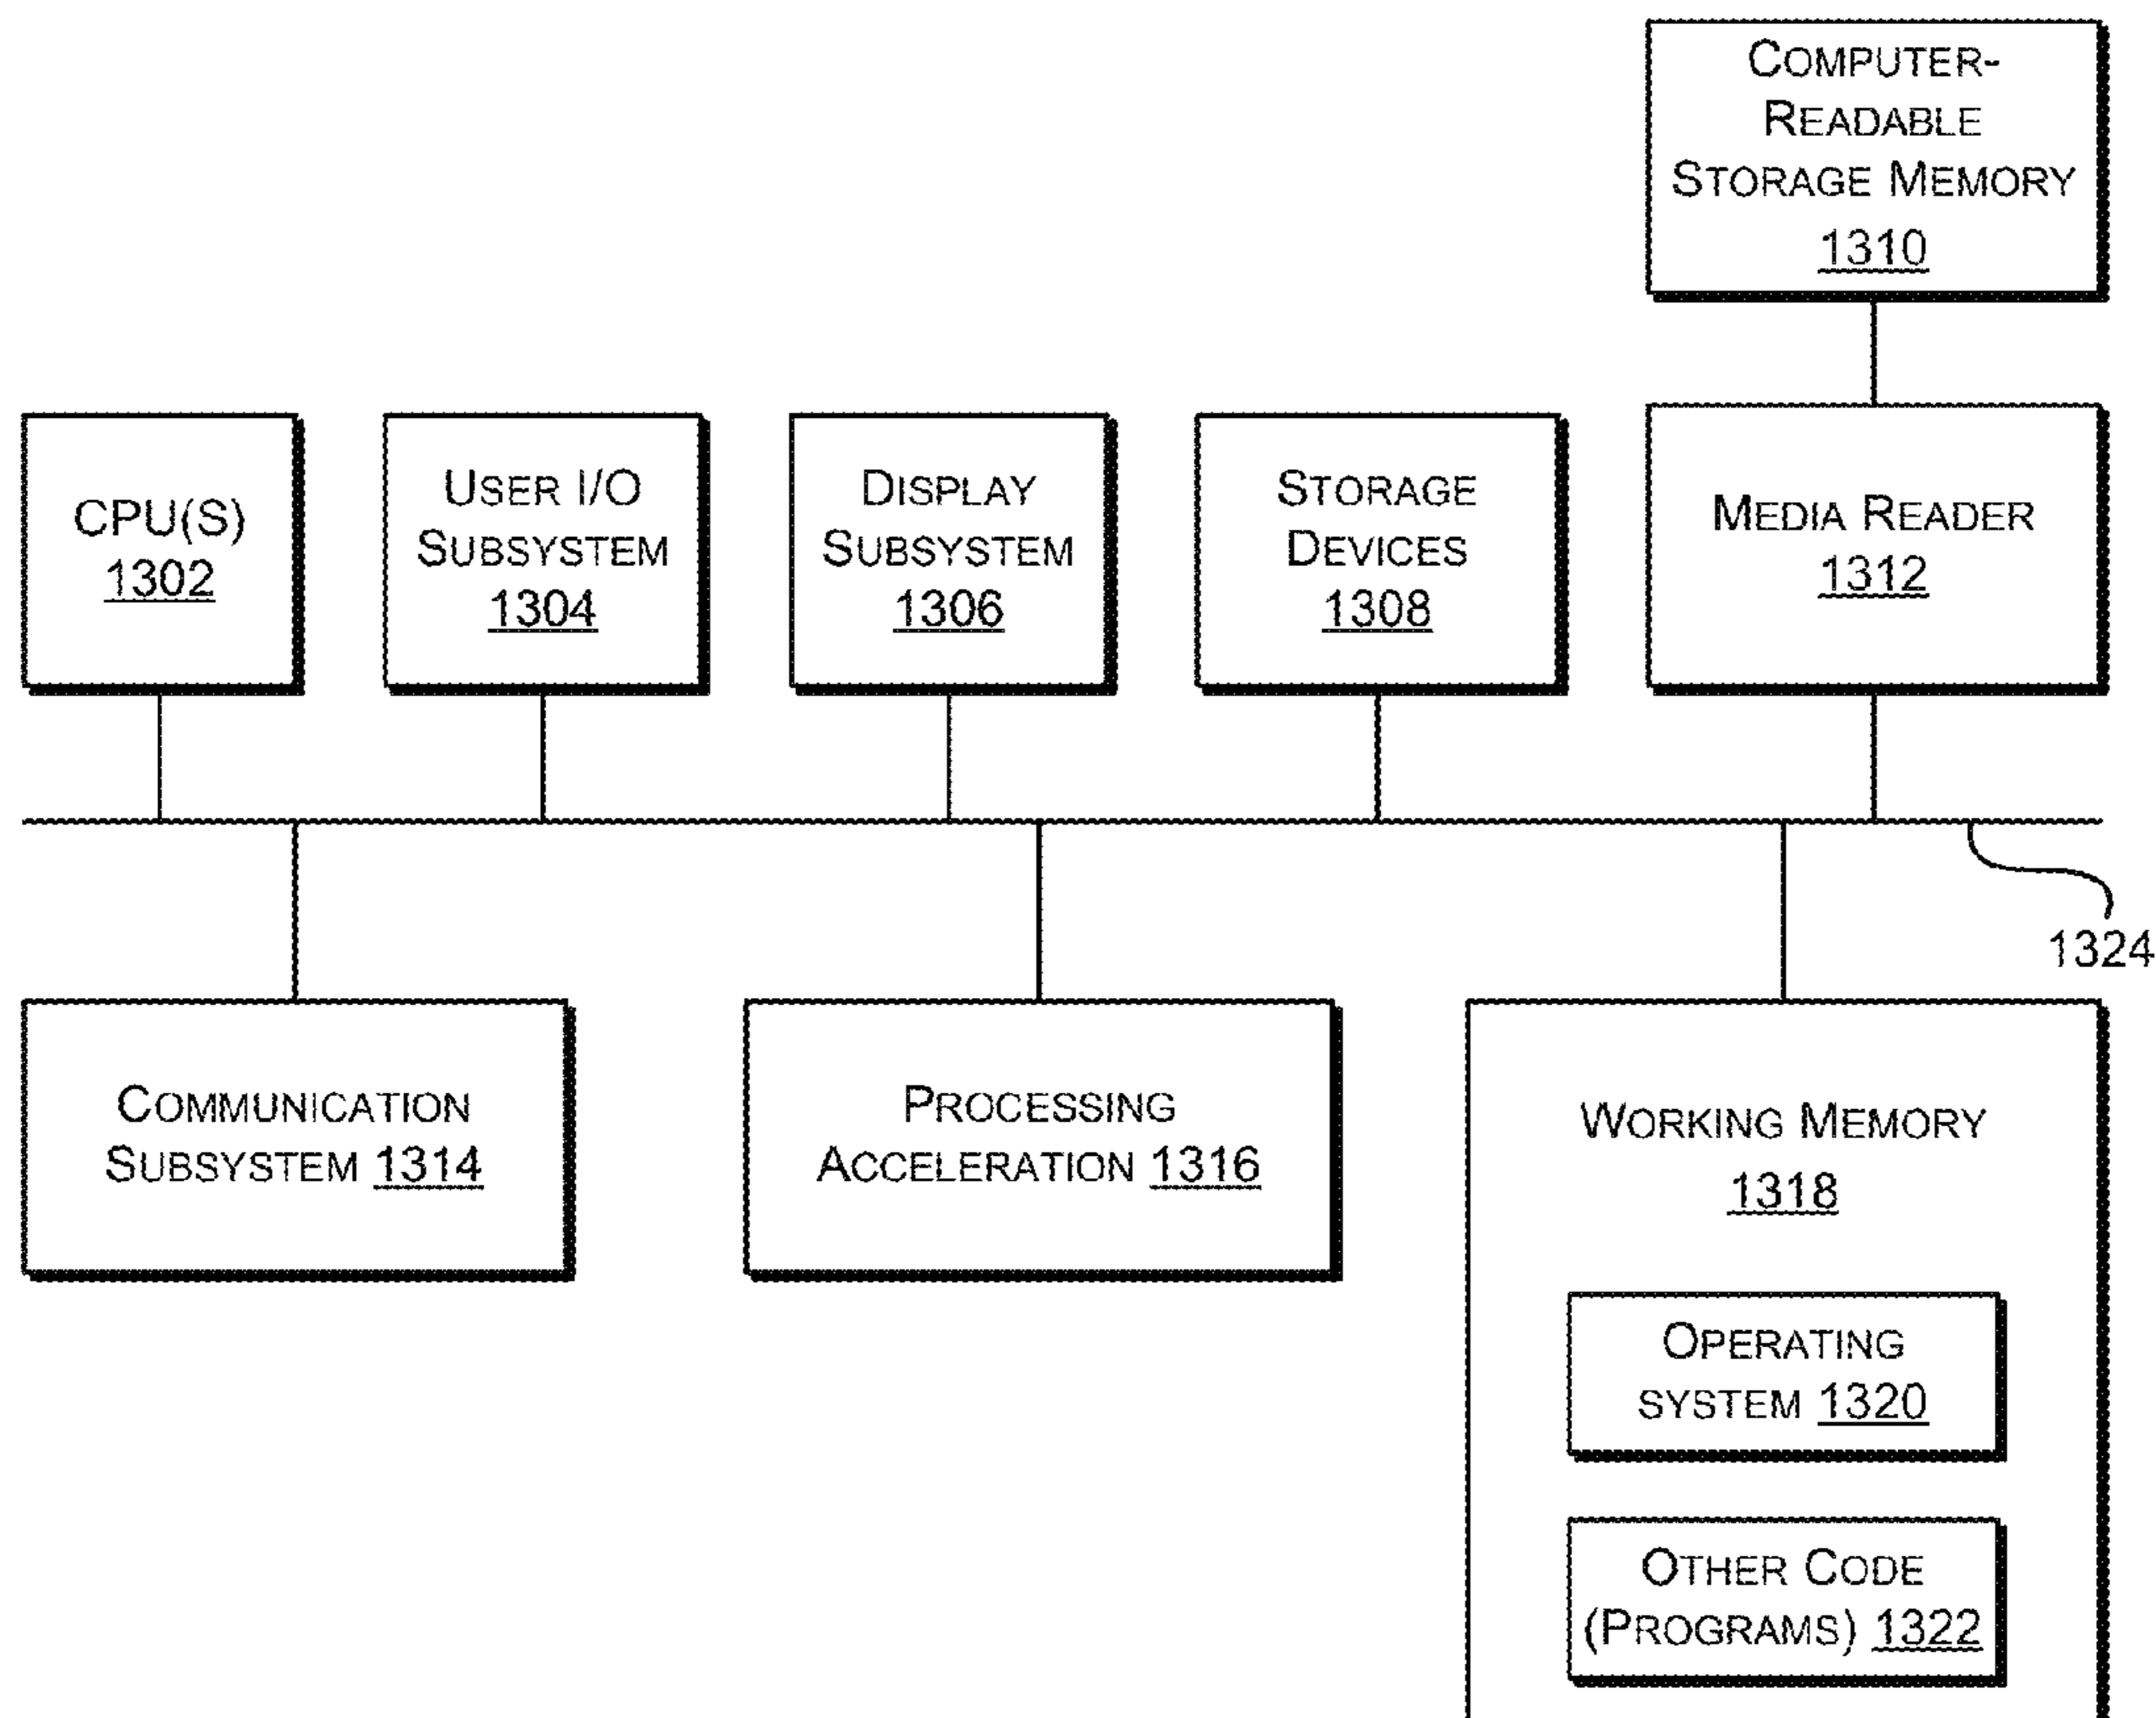 COMPUTER-
READABLE
STORAGE MEMORY
1310
CPU(S)
1302
USER I/O
SUBSYSTEM
1304
DISPLAY
SUBSYSTEM
1306
STORAGE
DEVICES
1308
MEDIA READER
1312
1324
COMMUNICATION
SUBSYSTEM 1314
PROCESSING
ACCELERATION 1316
WORKING MEMORY
1318
OPERATING
SYSTEM 1320
OTHER CODE
(PROGRAMS) 1322